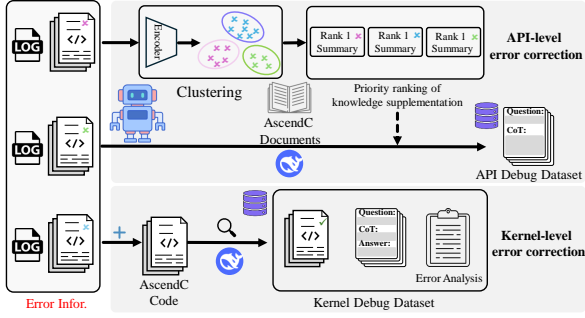 LOG
</>
Encoder
Clustering
Rank 1
Summary
Rank 1
Summary
Rank 1
Summary
API-level
error correction
Priority ranking of
knowledge supplementation
AscendC
Documents
LOG
</>
Question:
CoT:
API Debug Dataset
LOG
</>
+
</>
AscendC
Code
</>
Question:
CoT:
Answer:
Error Analysis
Kernel-level
error correction
Error Infor.
Kernel Debug Dataset